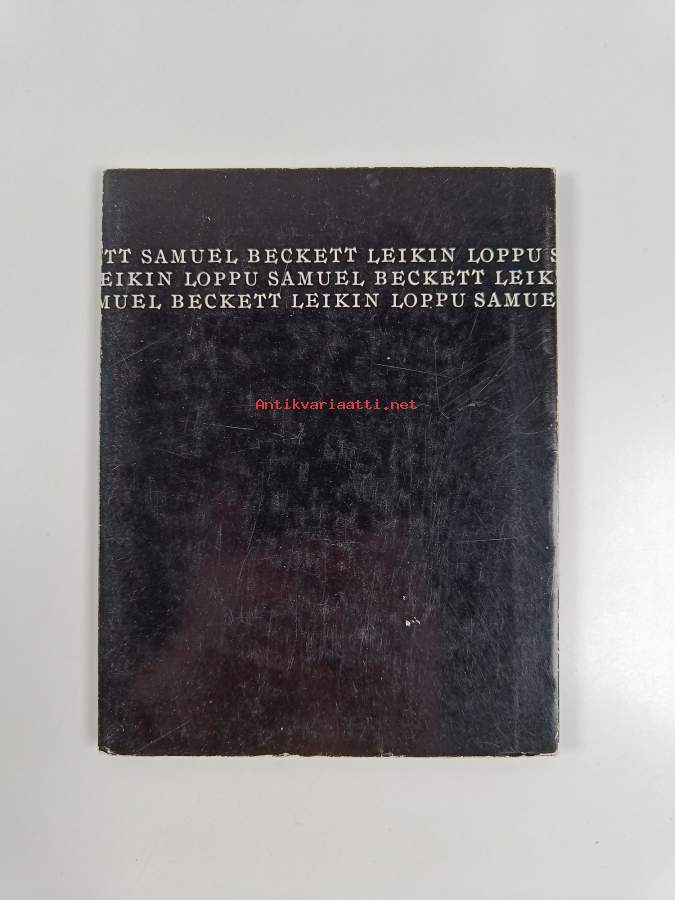 TT SAMUEL BECKETT LEIKIN LOPPU S
EIKIN LOPPU SAMUEL BECKETT LEIK
MUEL BECKETT LEIKIN LOPPU SAMUE
Antikvariaatti.net